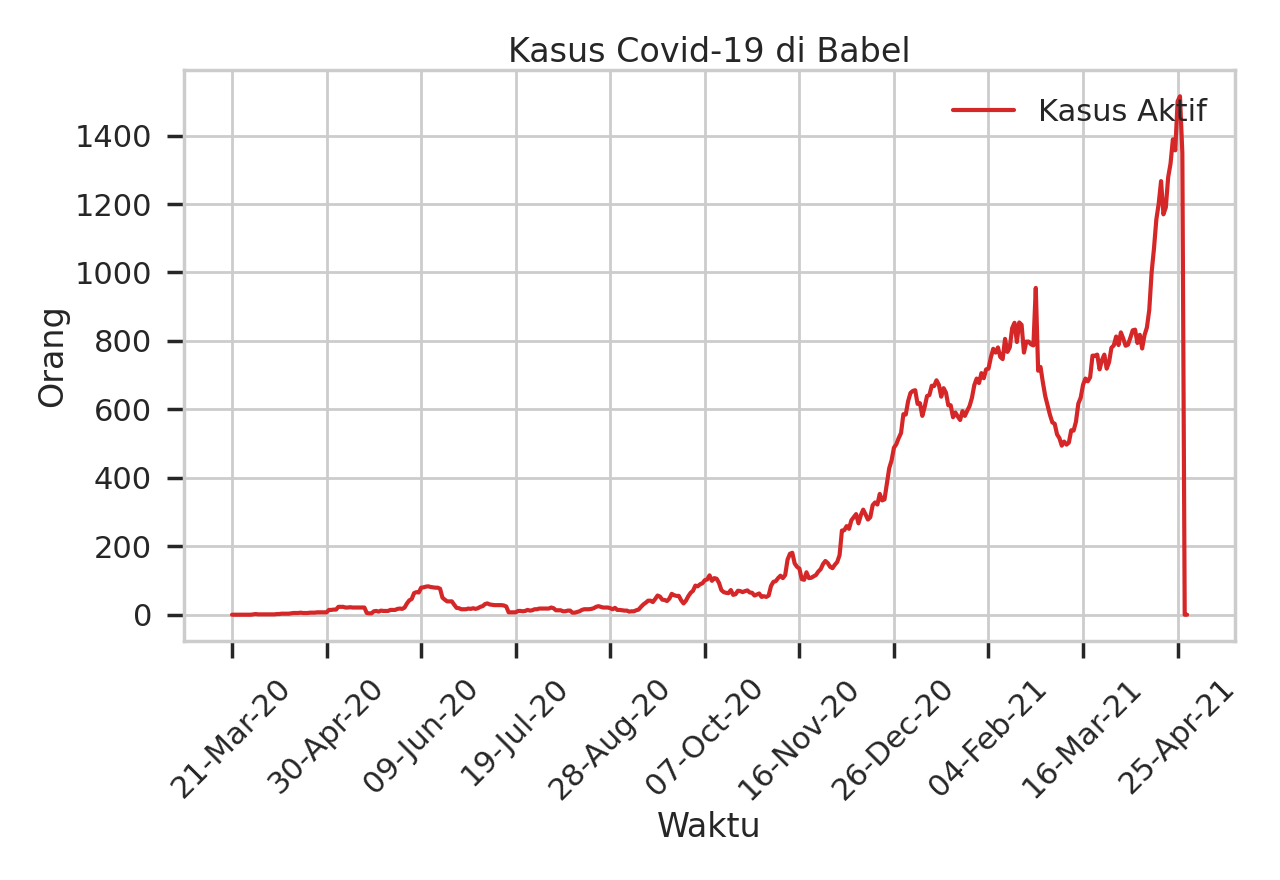 Kasus Covid-19 di Babel
Kasus Aktif
1400
1200
1000
800
600
400
200
0
Orang
21-Mar-20
30-Apr-20
09-Jun-20
19-Jul-20
28-Aug-20
07-Oct-20
16-Nov-20
26-Dec-20
04-Feb-21
16-Mar-21
25-Apr-21
Waktu